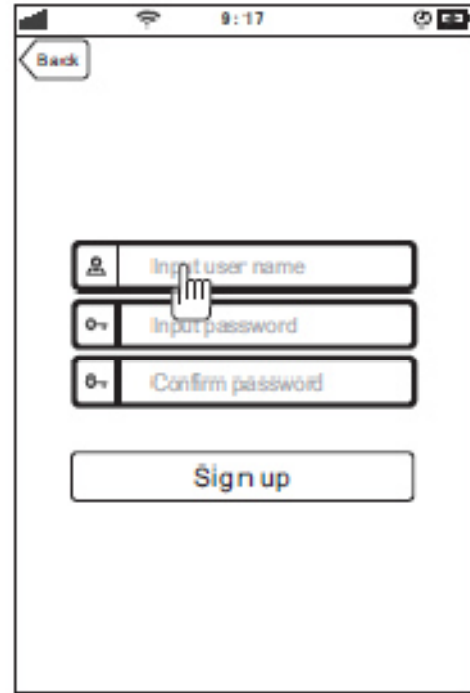 9:17
Back
Input user name
Input password
Confirm password
Sign up